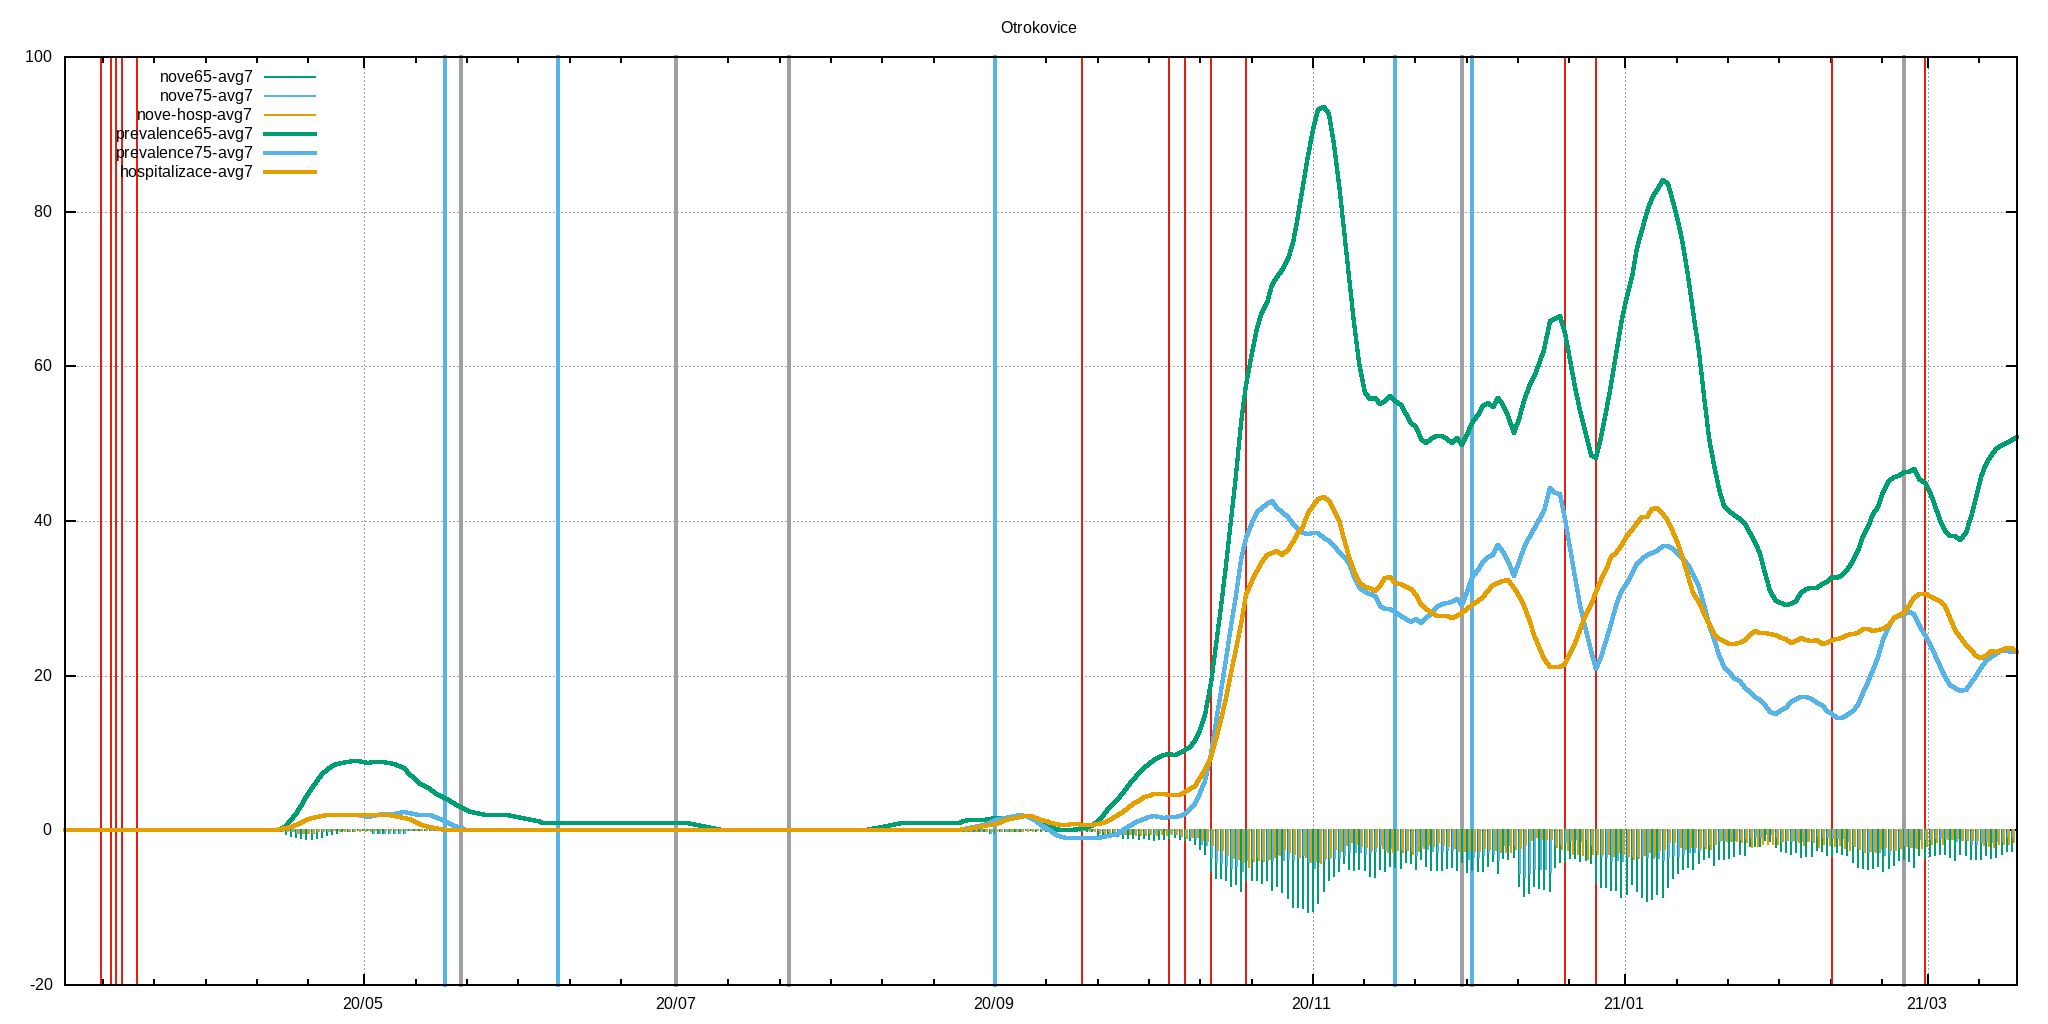 Otrokovice
100
80
60
40
20
0
-20
nove65-avg7
nove75-avg7
nove-hosp-avg7
prevalence65-avg7
prevalence75-avg7
hospitalizace-avg7
20/05 20/07 20/09 20/11 21/01 21/03